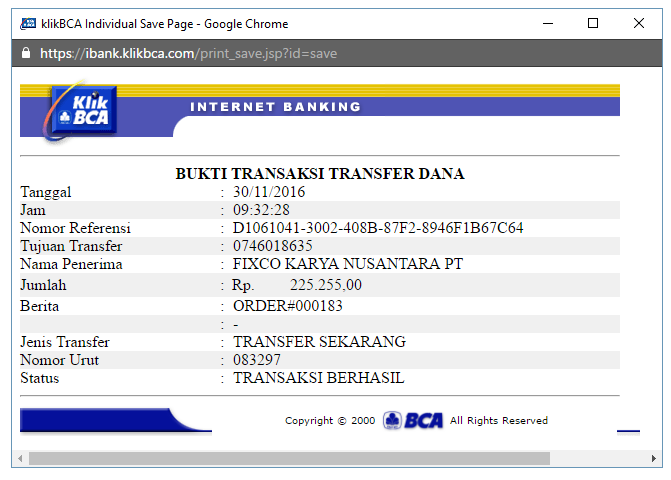 klikBCA Individual Save Page - Google Chrome
https://ibank.klikbca.com/print_save.jsp?id=save
Klik BCA
INTERNET BANKING
BUKTI TRANSAKSI TRANSFER DANA
Tanggal : 30/11/2016
Jam : 09:32:28
Nomor Referensi : D1061041-3002-408B-87F2-8946F1B67C64
Tujuan Transfer : 0746018635
Nama Penerima : FIXCO KARYA NUSANTARA PT
Jumlah : Rp. 225.255,00
Berita : ORDER#000183
: -
Jenis Transfer : TRANSFER SEKARANG
Nomor Urut : 083297
Status : TRANSAKSI BERHASIL
Copyright © 2000 BCA All Rights Reserved